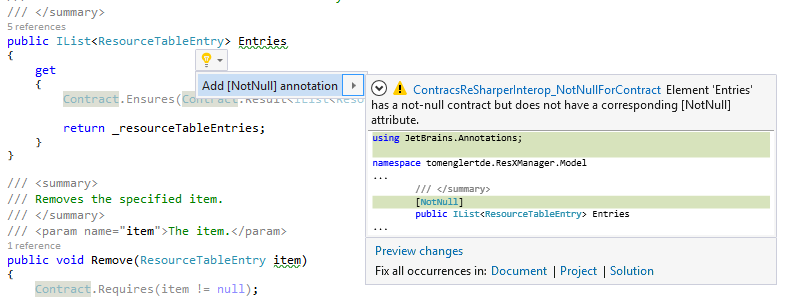 /// </summary>
5 references
public IList<ResourceTableEntry> Entries
{
get
Add [NotNull] annotation
{
Contract.Ensures(Contract.Result<IList<Reso
return _resourceTableEntries;
}
}
/// <summary>
/// Removes the specified item.
/// </summary>
/// <param name="item">The item.</param>
1 reference
public void Remove(ResourceTableEntry item)
{
Contract.Requires(item != null);
ContracsReSharperInterop_NotNullForContract Element 'Entries'
has a not-null contract but does not have a corresponding [NotNull]
attribute.
using JetBrains.Annotations;
namespace tomenglertde.ResXManager.Model
...
/// </summary>
[NotNull]
public IList<ResourceTableEntry> Entries
...
Preview changes
Fix all occurrences in: Document | Project | Solution